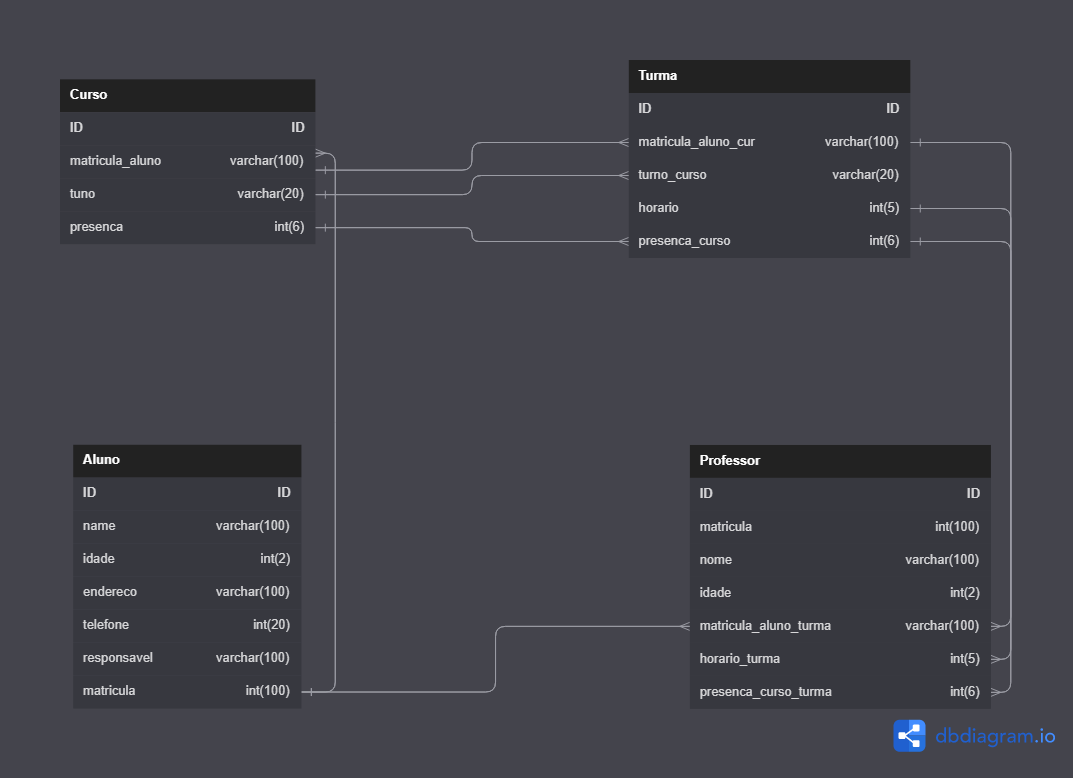 Curso
ID ID
matricula_aluno varchar(100)
tuno varchar(20)
presenca int(6)
Turma
ID ID
matricula_aluno_cur varchar(100)
turno_curso varchar(20)
horario int(5)
presenca_curso int(6)
Aluno
ID ID
name varchar(100)
idade int(2)
endereco varchar(100)
telefone int(20)
responsavel varchar(100)
matricula int(100)
Professor
ID ID
matricula int(100)
nome varchar(100)
idade int(2)
matricula_aluno_turma varchar(100)
horario_turma int(5)
presenca_curso_turma int(6)
dbdiagram.io